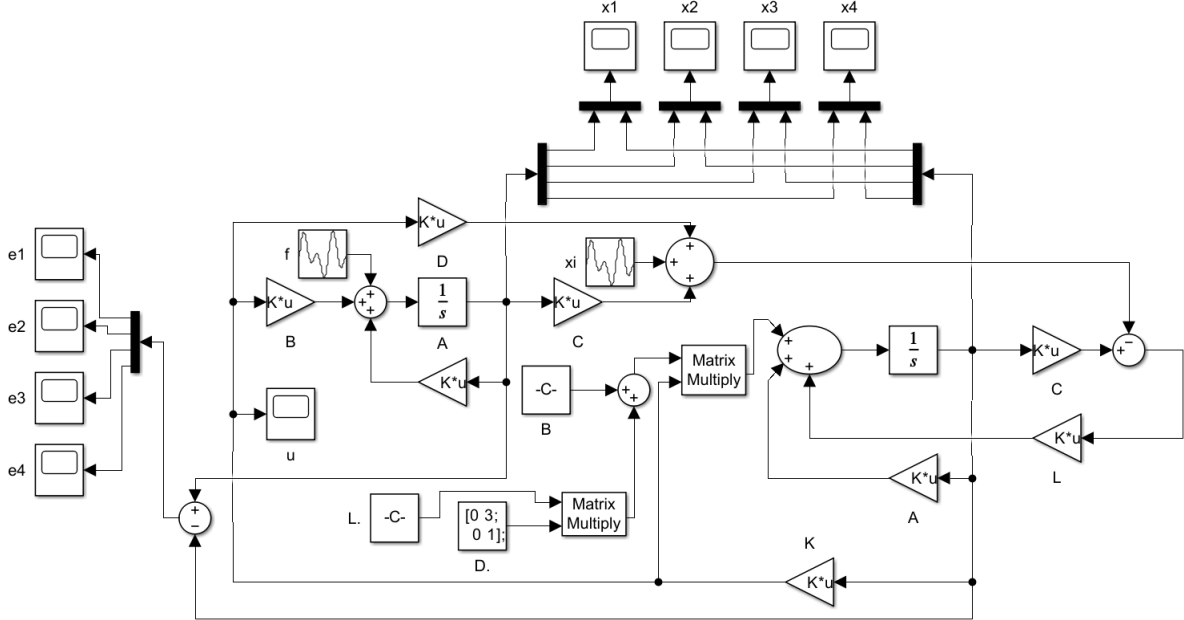 x1
x2
x3
x4
K*u
D
e1
f
xi
+
+
+
e2
K*u
B
+
+
+
1
s
A
K*u
C
e3
K*u
-C-
B
+
+
Matrix
Multiply
+
+
+
1
s
K*u
C
+
−
K*u
L
e4
u
+
−
L.
-C-
[0 3;
0 1];
D.
Matrix
Multiply
K*u
A
K
K*u